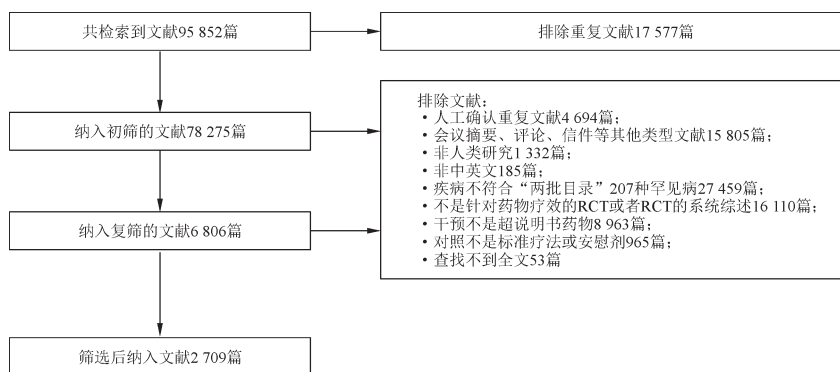 共检索到文献95 852篇
排除重复文献17 577篇
纳入初筛的文献78 275篇
排除文献：
・人工确认重复文献4 694篇；
・会议摘要、评论、信件等其他类型文献15 805篇；
・非人类研究1 332篇；
・非中英文185篇；
・疾病不符合“两批目录”207种罕见病27 459篇；
・不是针对药物疗效的RCT或者RCT的系统综述16 110篇；
・干预不是超说明书药物8 963篇；
・对照不是标准疗法或安慰剂965篇；
・查找不到全文53篇
纳入复筛的文献6 806篇
筛选后纳入文献2 709篇